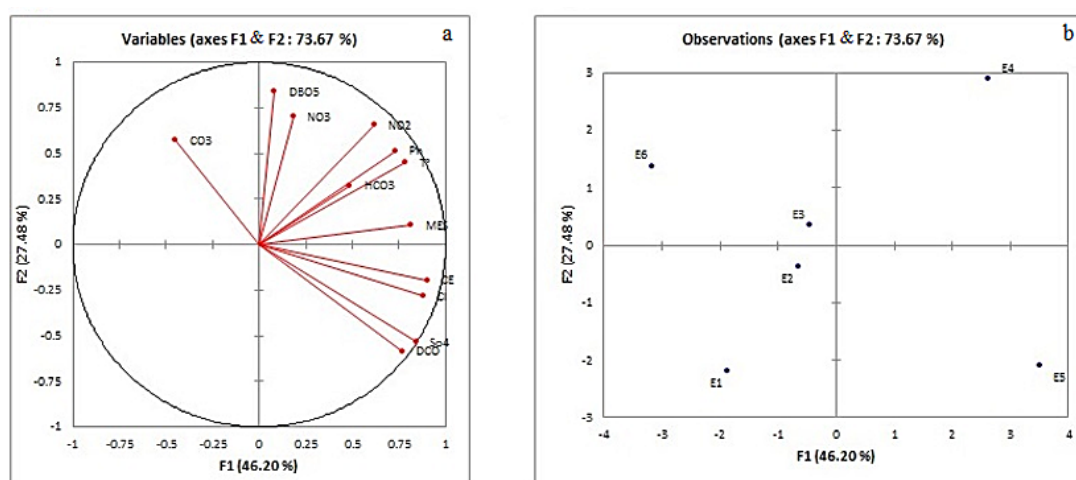 Variables (axes F1 & F2 : 73.67 %)
a
1
0.75
0.5
0.25
0
-0.25
-0.5
-0.75
-1
F2 (27.48 %)
DBO5
NO3
NO2
CO3
Ph
T°
HCO3
MES
CE
Cl
So4
DCO
-1 -0.75 -0.5 -0.25 0 0.25 0.5 0.75 1
F1 (46.20 %)
Observations (axes F1 & F2 : 73.67 %)
b
3
2
1
0
-1
-2
-3
F2 (27.48 %)
E4
E6
E3
E2
E1
E5
-4 -3 -2 -1 0 1 2 3 4
F1 (46.20 %)